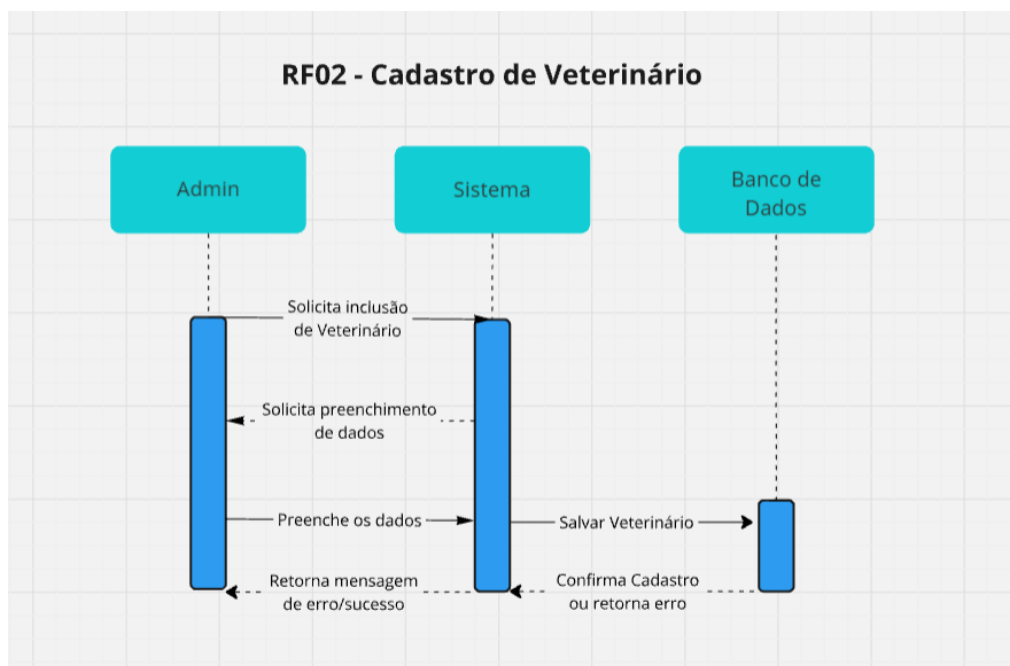 RF02 - Cadastro de Veterinário
Admin
Sistema
Banco de
Dados
Solicita inclusão
de Veterinário
Solicita preenchimento
de dados
Preenche os dados
Salvar Veterinário
Retorna mensagem
de erro/sucesso
Confirma Cadastro
ou retorna erro